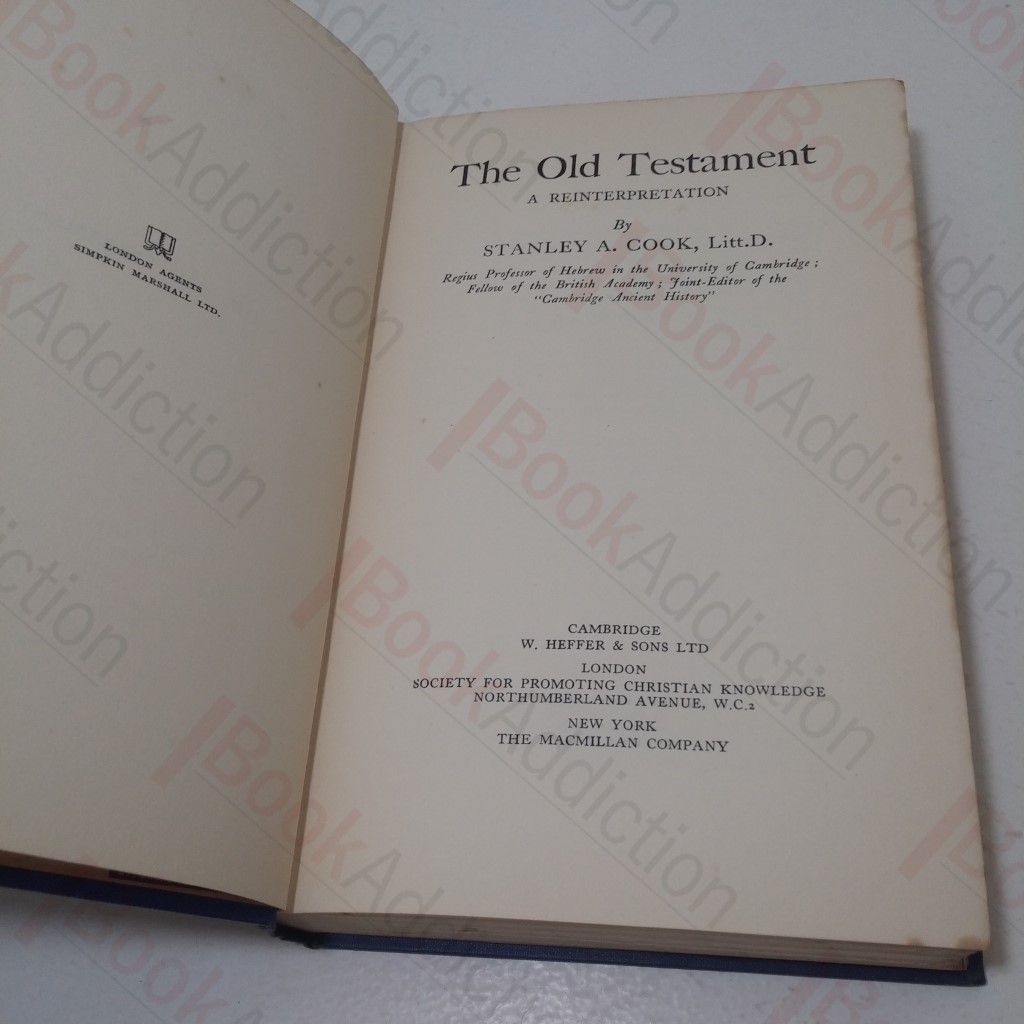 LONDON AGENTS
SIMPKIN MARSHALL LTD.
The Old Testament
A REINTERPRETATION
By
STANLEY A. COOK, Litt.D.
Regius Professor of Hebrew in the University of Cambridge ;
Fellow of the British Academy ; Joint-Editor of the
"Cambridge Ancient History"
CAMBRIDGE
W. HEFFER & SONS LTD
LONDON
SOCIETY FOR PROMOTING CHRISTIAN KNOWLEDGE
NORTHUMBERLAND AVENUE, W.C.2
NEW YORK
THE MACMILLAN COMPANY
BookAddiction